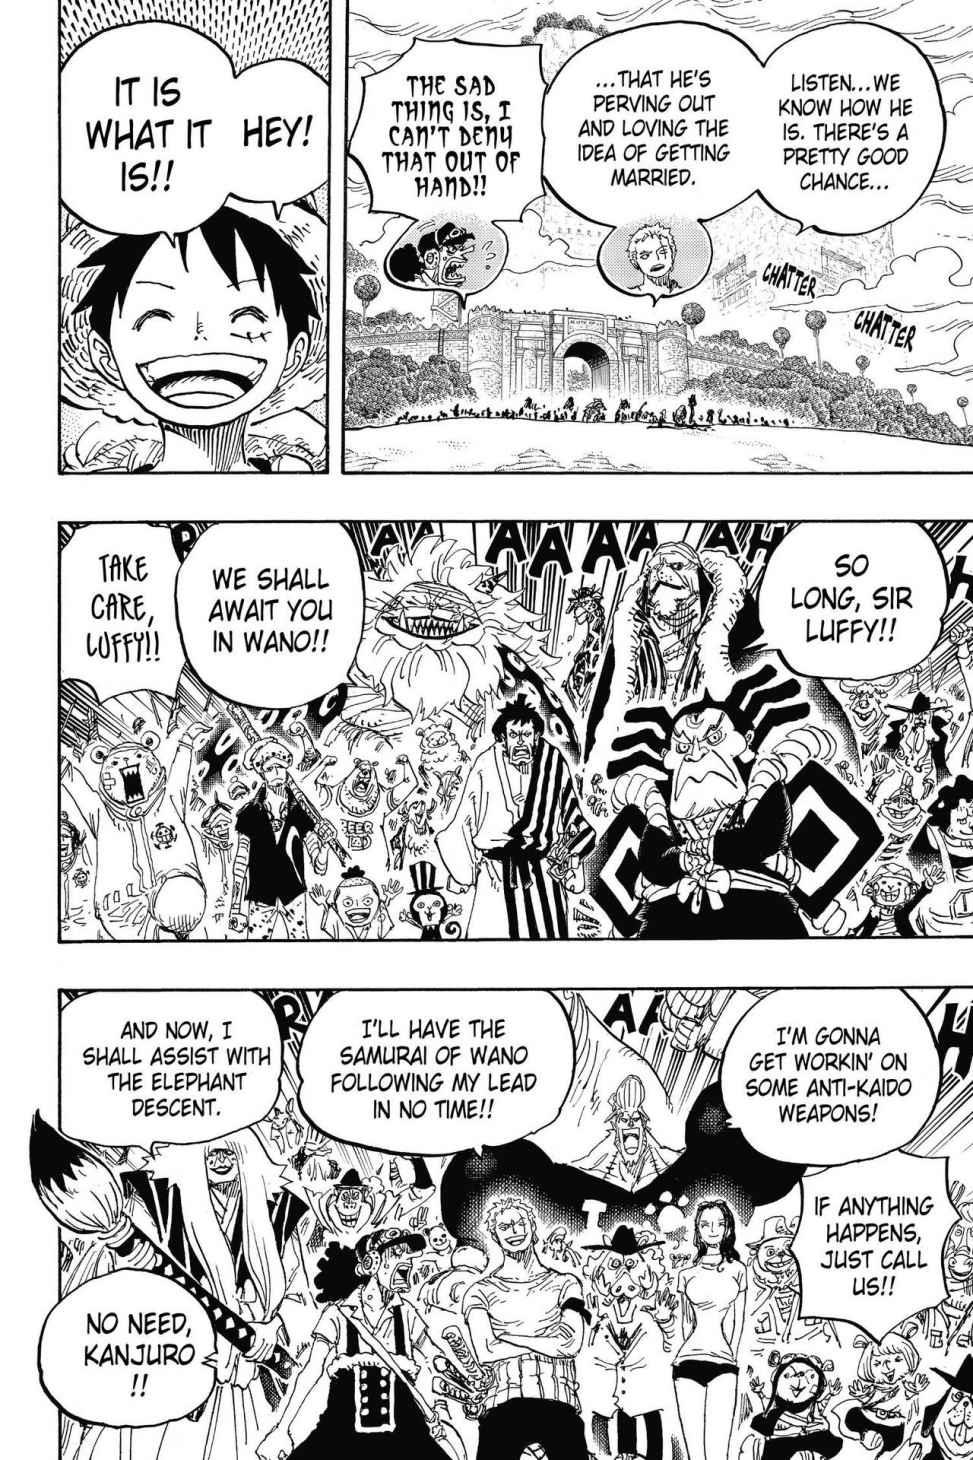 LISTEN...WE
KNOW HOW HE
IS. THERE'S A
PRETTY GOOD
CHANCE...
...THAT HE'S
PERVING OUT
AND LOVING THE
IDEA OF GETTING
MARRIED.
THE SAD
THING IS, I
CAN'T DENY
THAT OUT OF
HAND!!
CHATTER
CHATTER
HEY!
IT IS
WHAT IT
IS!!
SO
LONG, SIR
LUFFY!!
WE SHALL
AWAIT YOU
IN WANO!!
TAKE
CARE,
LUFFY!!
RAAAAAAAH
BEER
I'M GONNA
GET WORKIN' ON
SOME ANTI-KAIDO
WEAPONS!
IF ANYTHING
HAPPENS,
JUST CALL
US!!
I'LL HAVE THE
SAMURAI OF WANO
FOLLOWING MY LEAD
IN NO TIME!!
AND NOW, I
SHALL ASSIST WITH
THE ELEPHANT
DESCENT.
NO NEED,
KANJURO
!!